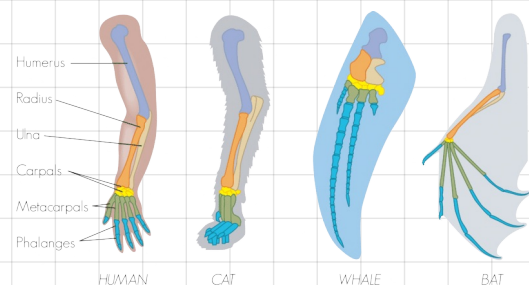 Humerus
Radius
Ulna
Carpals
Metacarpals
Phalanges
HUMAN CAT WHALE BAT